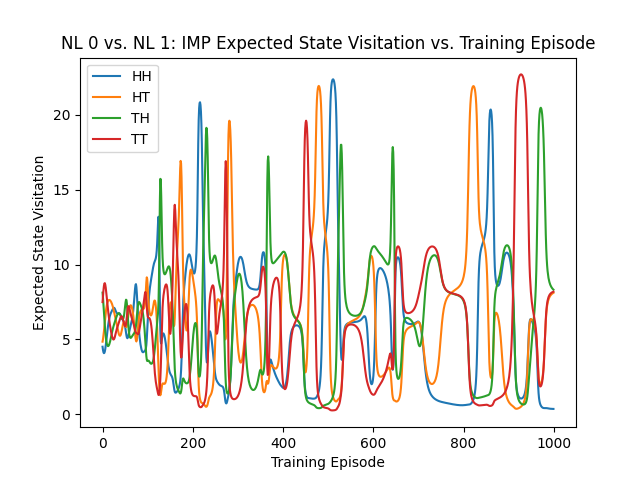 NL 0 vs. NL 1: IMP Expected State Visitation vs. Training Episode
HH
HT
TH
TT
Expected State Visitation
20
15
10
5
0
0 200 400 600 800 1000
Training Episode